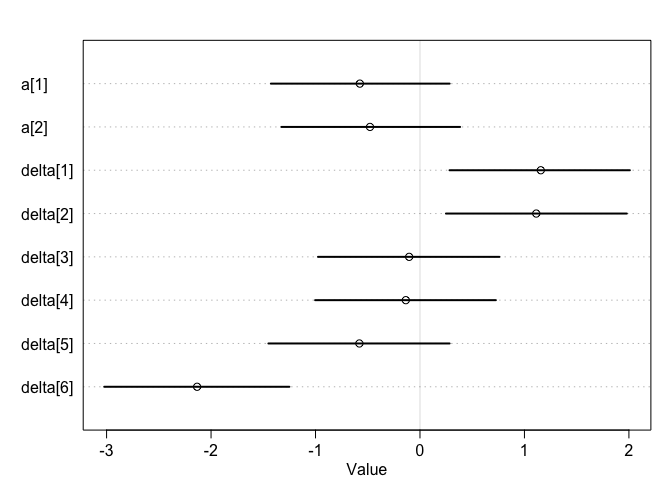 a[1]
a[2]
delta[1]
delta[2]
delta[3]
delta[4]
delta[5]
delta[6]
-3 -2 -1 0 1 2
Value